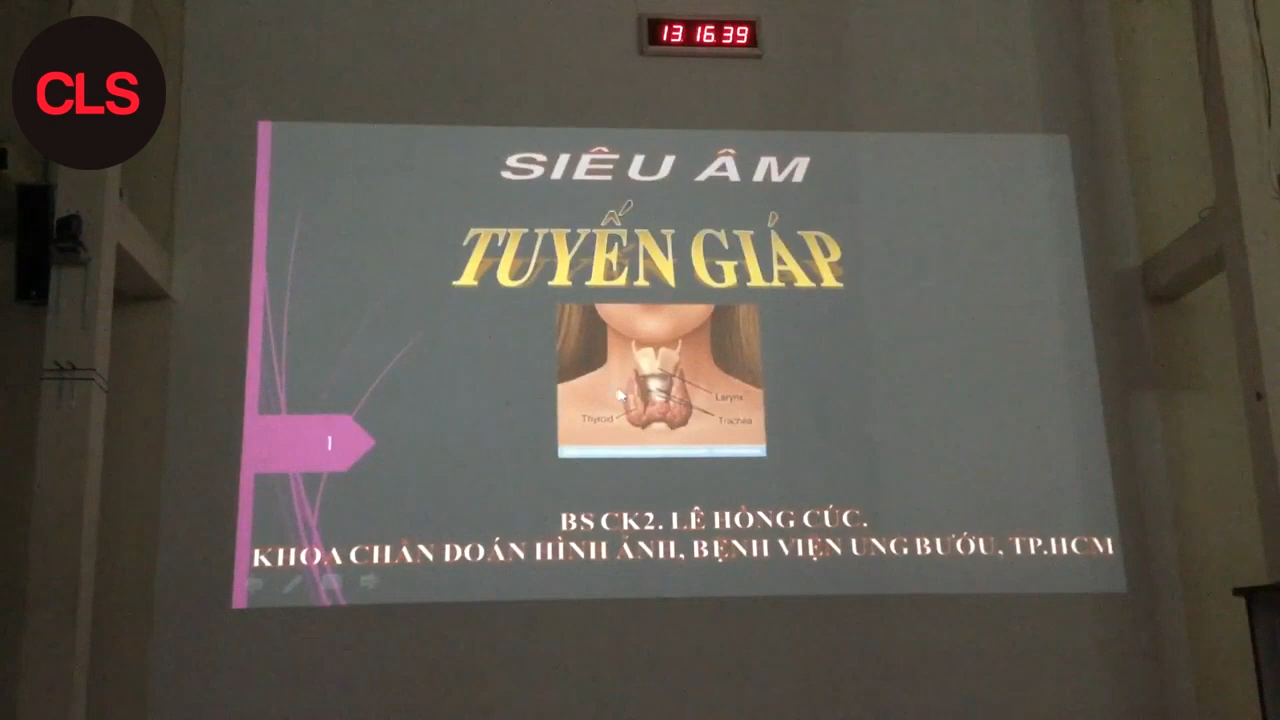 CLS
13 16 39
SIÊU ÂM
TUYẾN GIÁP
Larynx
Thyroid
Trachea
1
BS CK2. LÊ HỒNG CÚC.
KHOA CHẨN ĐOÁN HÌNH ẢNH, BỆNH VIỆN UNG BƯỚU, TP.HCM